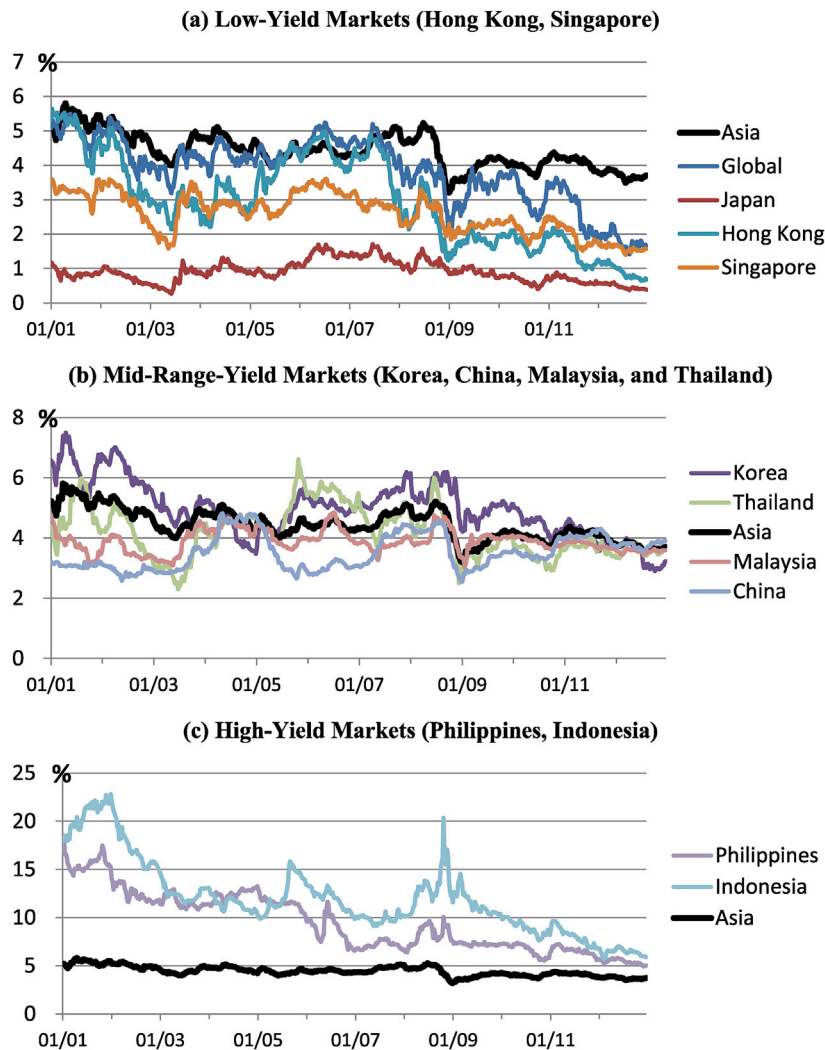 (a) Low-Yield Markets (Hong Kong, Singapore)
7
%
6
5
4
3
2
1
0
01/01
01/03
01/05
01/07
01/09
01/11
Asia
Global
Japan
Hong Kong
Singapore
(b) Mid-Range-Yield Markets (Korea, China, Malaysia, and Thailand)
8
%
6
4
2
0
01/01
01/03
01/05
01/07
01/09
01/11
Korea
Thailand
Asia
Malaysia
China
(c) High-Yield Markets (Philippines, Indonesia)
25
%
20
15
10
5
0
01/01
01/03
01/05
01/07
01/09
01/11
Philippines
Indonesia
Asia